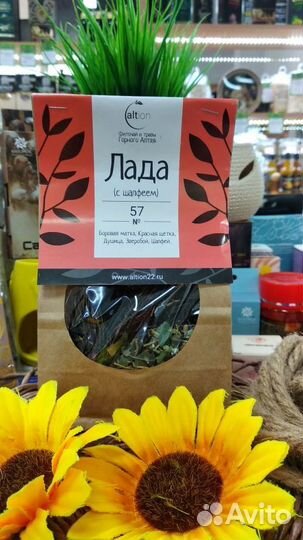 altion
Фиточай и травы
Горного Алтая
Лада
(с шалфеем)
57
№
Боровая матка, Красная щетка,
Душица, Зверобой, Шалфей.
www.altion22.ru
Avito